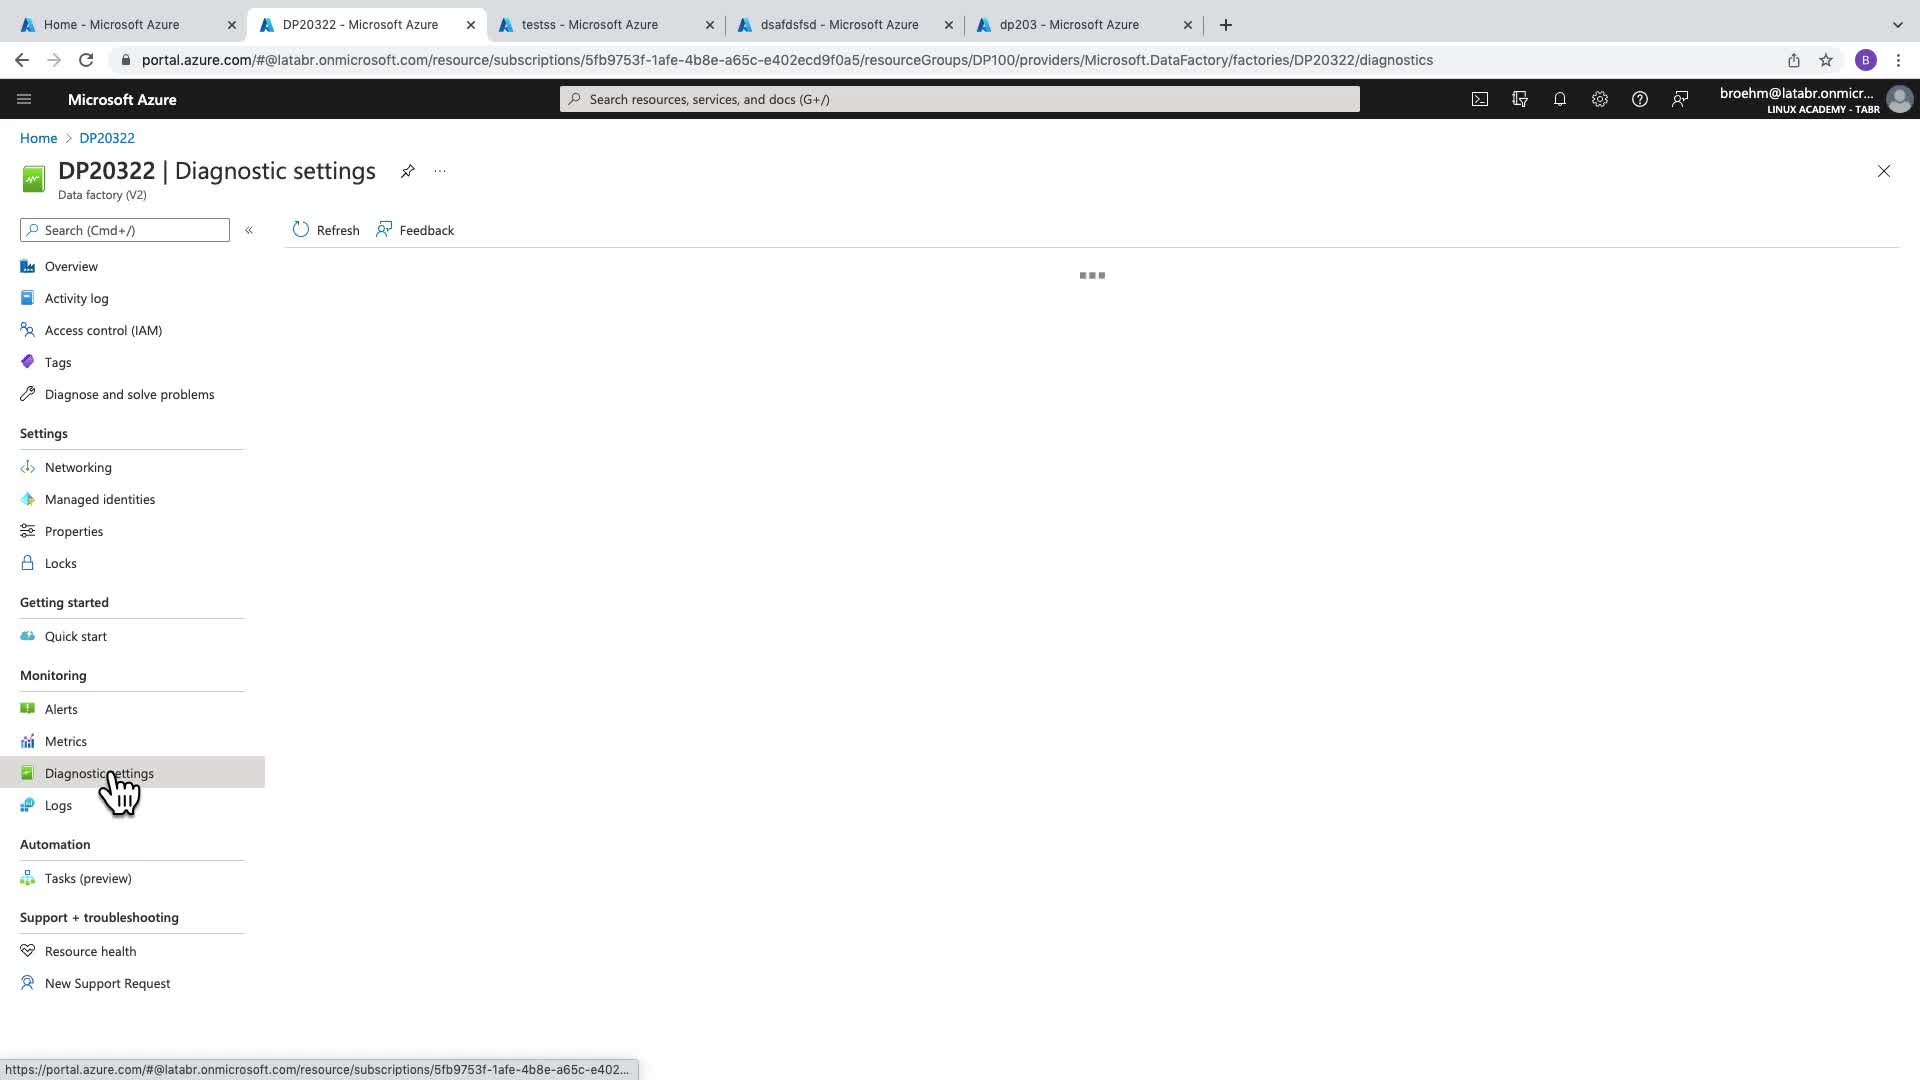 Home - Microsoft Azure
DP20322 - Microsoft Azure
testss - Microsoft Azure
dsafdsfsd - Microsoft Azure
dp203 - Microsoft Azure
portal.azure.com/#@latabr.onmicrosoft.com/resource/subscriptions/5fb9753f-1afe-4b8e-a65c-e402ecd9f0a5/resourceGroups/DP100/providers/Microsoft.DataFactory/factories/DP20322/diagnostics
B
Microsoft Azure
Search resources, services, and docs (G+/)
broehm@latabr.onmicr...
LINUX ACADEMY - TABR
Home > DP20322
DP20322 | Diagnostic settings
Data factory (V2)
Search (Cmd+/)
«
Refresh
Feedback
Overview
Activity log
Access control (IAM)
Tags
Diagnose and solve problems
Settings
Networking
Managed identities
Properties
Locks
Getting started
Quick start
Monitoring
Alerts
Metrics
Diagnostic settings
Logs
Automation
Tasks (preview)
Support + troubleshooting
Resource health
New Support Request
https://portal.azure.com/#@latabr.onmicrosoft.com/resource/subscriptions/5fb9753f-1afe-4b8e-a65c-e402...